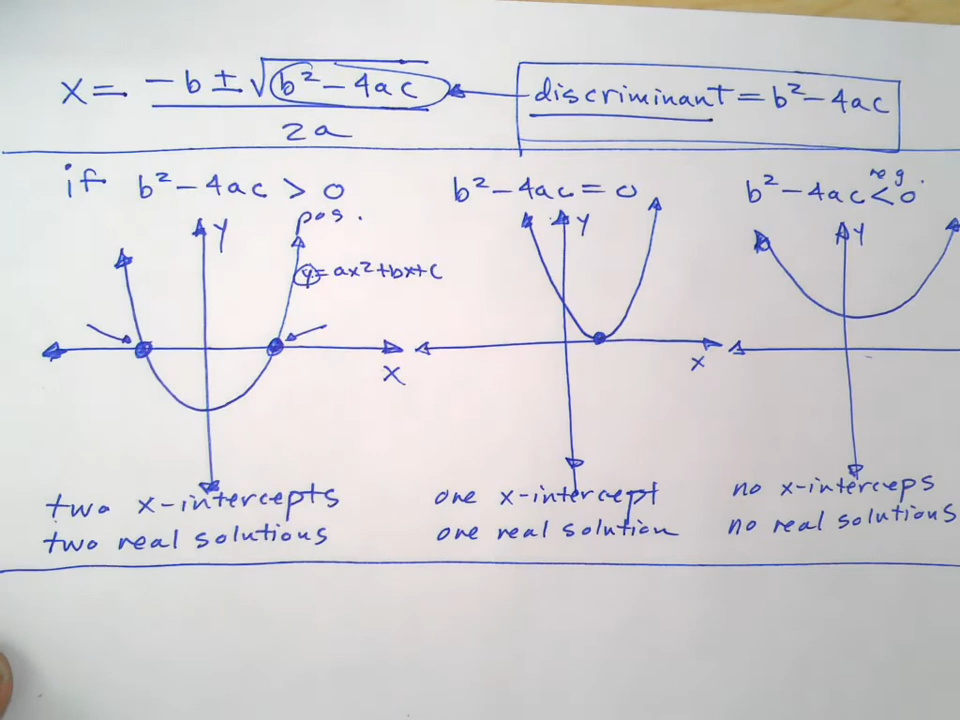 x = -b ± √b² - 4ac / 2a
discriminant = b² - 4ac
if b² - 4ac > 0
pos.
b² - 4ac = 0
neg.
b² - 4ac < 0
y
y = ax² + bx + c
x
y
x
y
two x-intercepts
two real solutions
one x-intercept
one real solution
no x-interceps
no real solutions